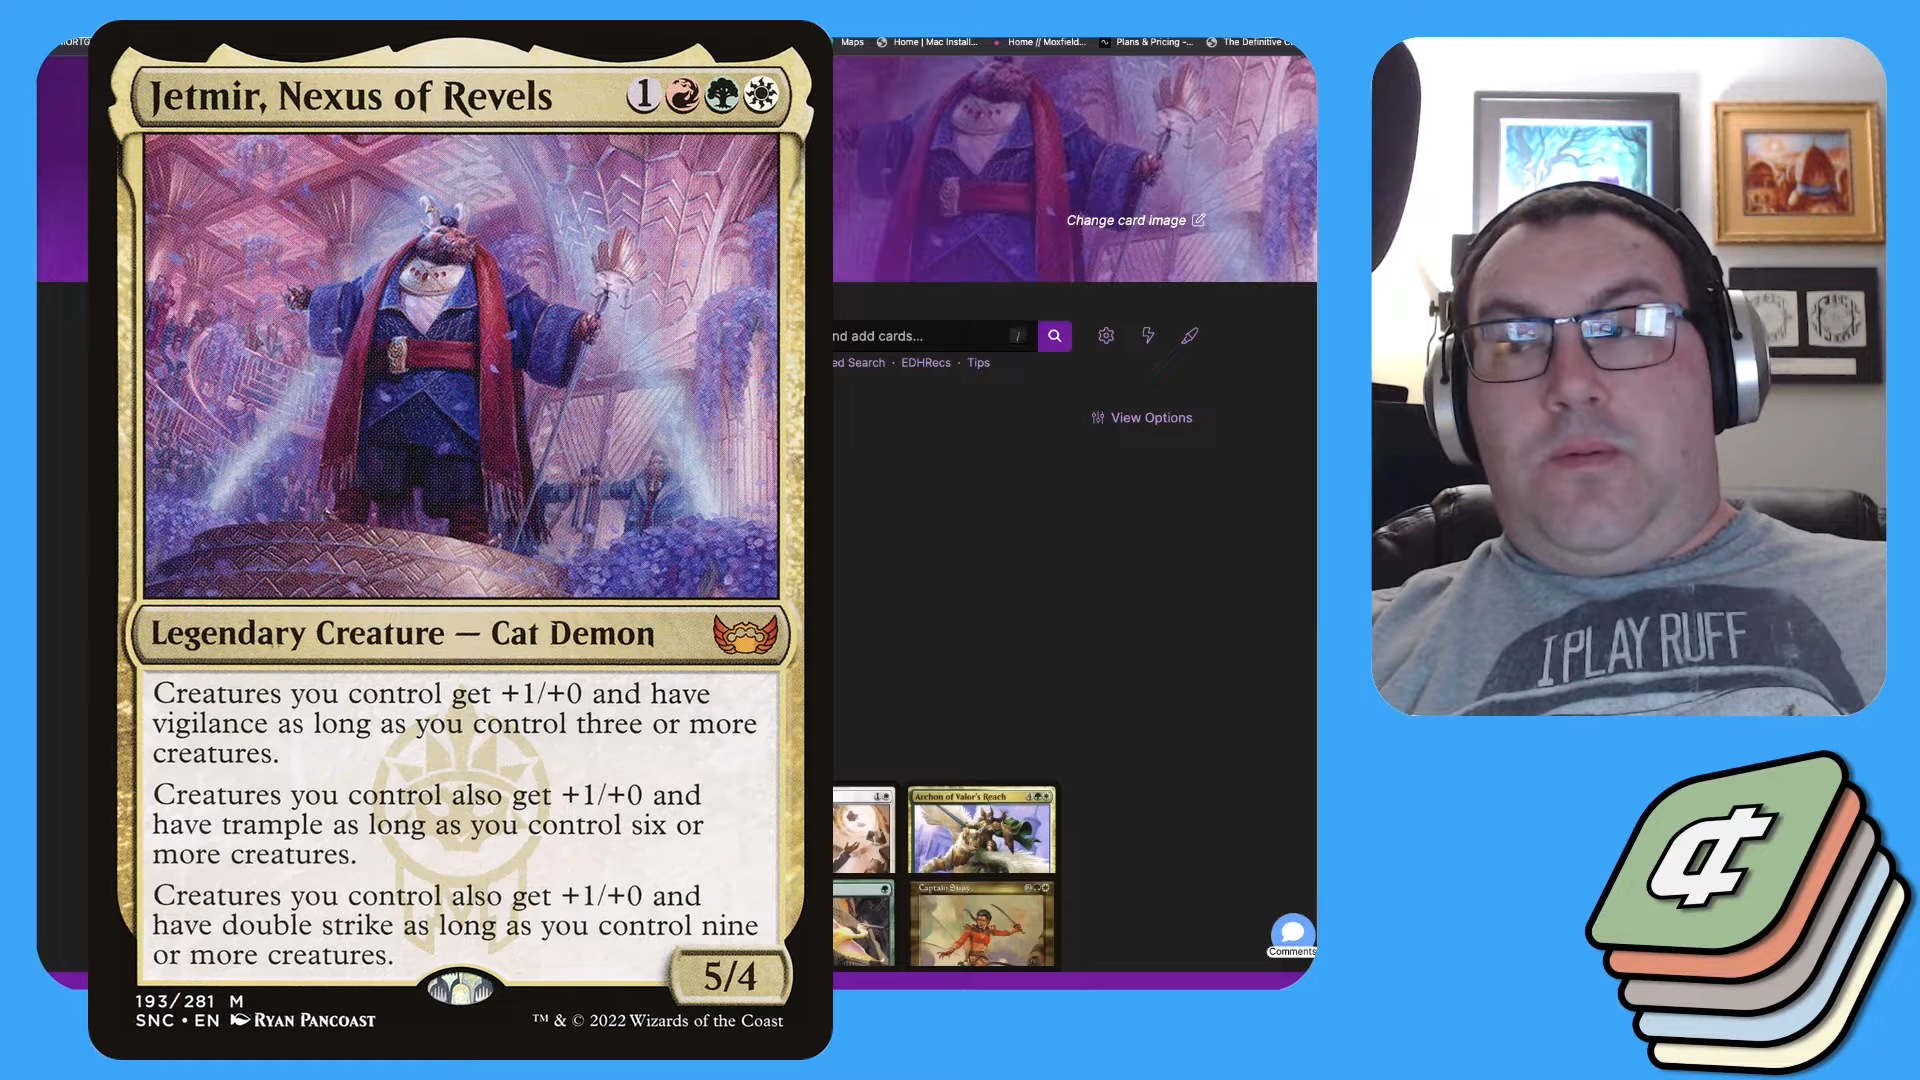 Jetmir, Nexus of Revels 1
Legendary Creature — Cat Demon
Creatures you control get +1/+0 and have
vigilance as long as you control three or more
creatures.
Creatures you control also get +1/+0 and
have trample as long as you control six or
more creatures.
Creatures you control also get +1/+0 and
have double strike as long as you control nine
or more creatures.
5/4
193/281 M
SNC • EN RYAN PANCOAST
™ & © 2022 Wizards of the Coast
Maps Home | Mac Install... Home // Moxfield... Plans & Pricing -... The Definitive
Change card image
nd add cards... /
ed Search · EDHRecs · Tips
View Options
Archon of Valor's Reach
Captain Sisay
Comments
I PLAY RUFF